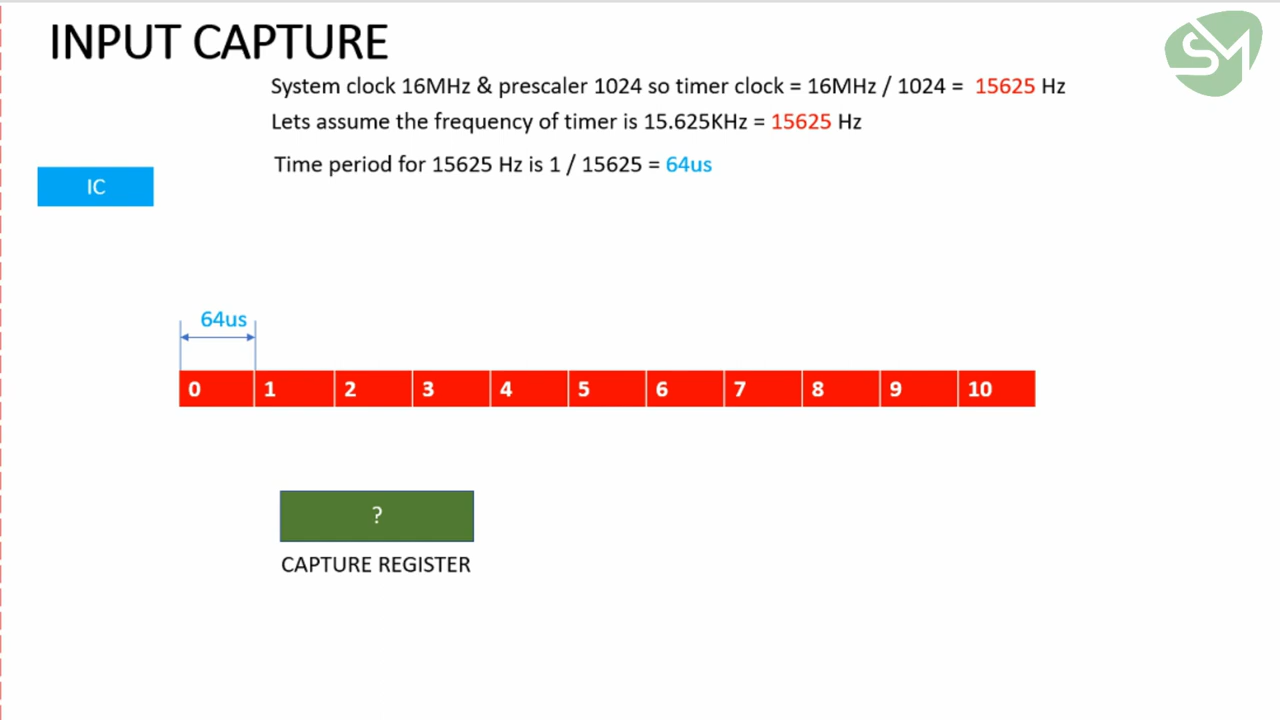 INPUT CAPTURE
SM
System clock 16MHz & prescaler 1024 so timer clock = 16MHz / 1024 = 15625 Hz
Lets assume the frequency of timer is 15.625KHz = 15625 Hz
Time period for 15625 Hz is 1 / 15625 = 64us
IC
64us
0 1 2 3 4 5 6 7 8 9 10
?
CAPTURE REGISTER